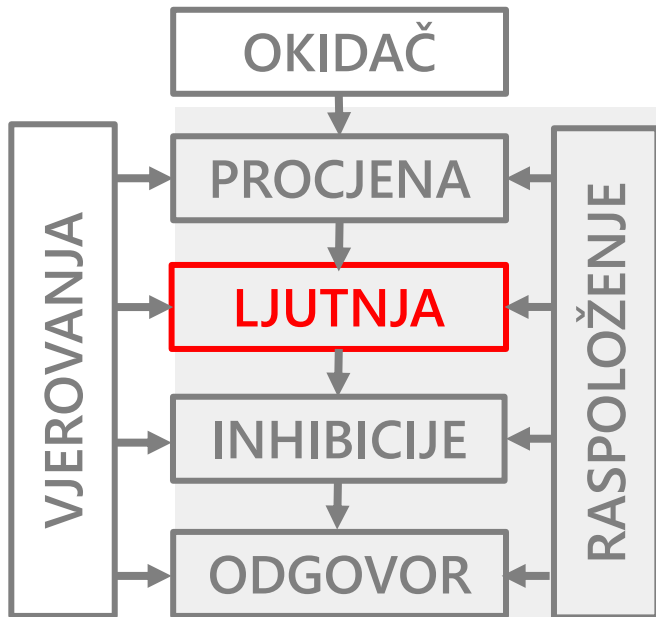 OKIDAČ
PROCJENA
LJUTNJA
INHIBICIJE
ODGOVOR
VJEROVANJA
RASPOLOŽENJE